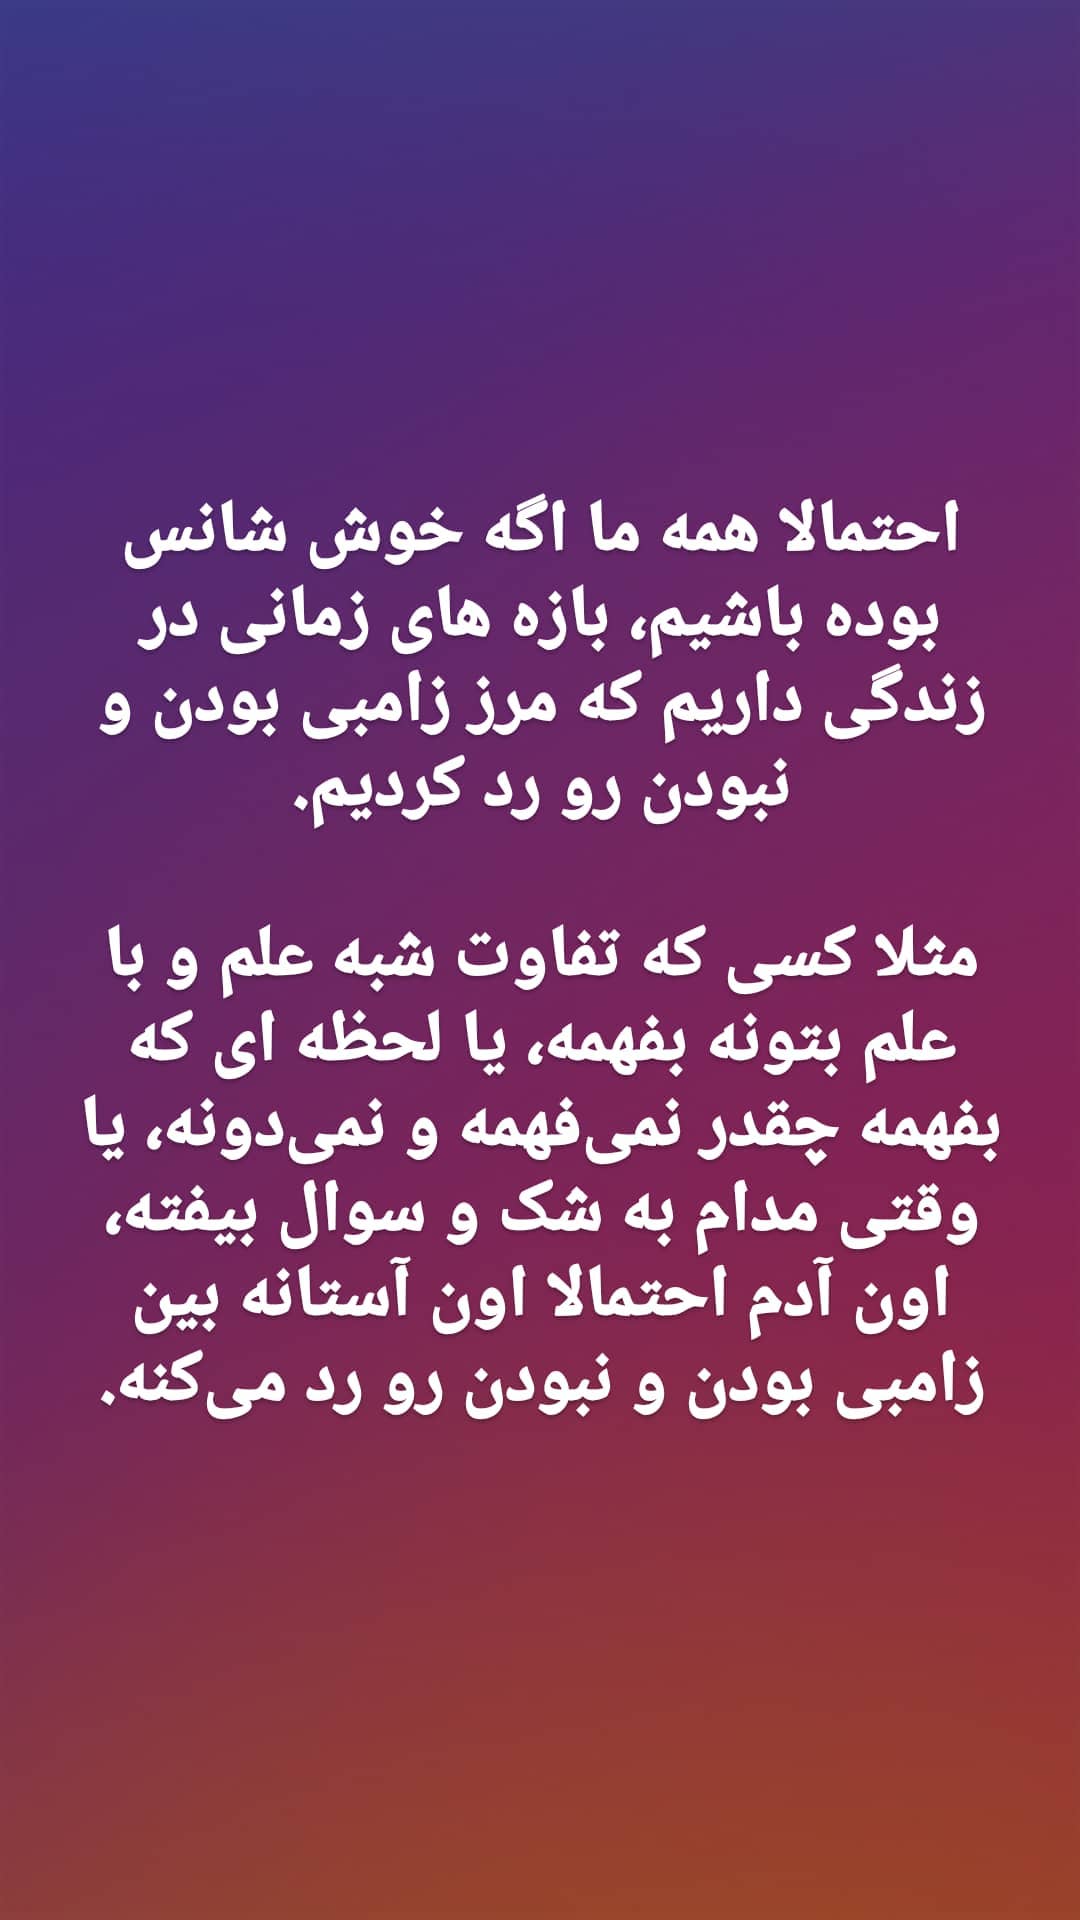 احتمالا همه ما اگه خوش شانس
بوده باشیم، بازه های زمانی در
زندگی داریم که مرز زامبی بودن و
نبودن رو رد کردیم.
مثلا کسی که تفاوت شبه علم و با
علم بتونه بفهمه، یا لحظه ای که
بفهمه چقدر نمی‌فهمه و نمی‌دونه، یا
وقتی مدام به شک و سوال بیفته،
اون آدم احتمالا اون آستانه بین
زامبی بودن و نبودن رو رد می‌کنه.